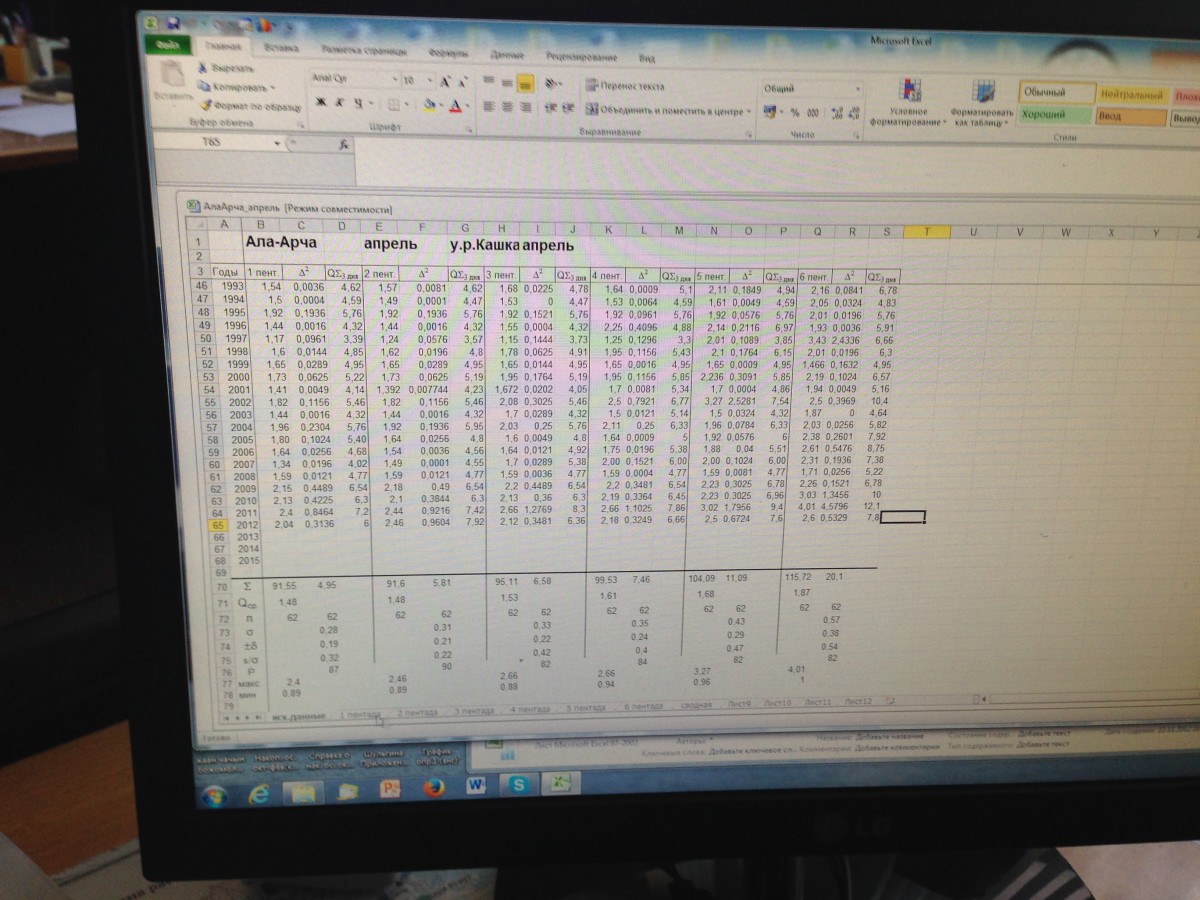 Microsoft Excel
Файл Главная Вставка Разметка страницы Формулы Данные Рецензирование Вид
Вставить Вырезать Копировать Формат по образцу
Буфер обмена
Arial Cyr 10
Ж К Ч
Шрифт
Перенос текста
Объединить и поместить в центре
Выравнивание
Общий
% 000
Число
Условное форматирование
Форматировать как таблицу
Обычный Нейтральный
Хороший Ввод
Стили
T65 fx
АлаАрча_апрель [Режим совместимости]
A B C D E F G H I J K L M N O P Q R S T U V W X Y
1 Ала-Арча апрель у.р.Кашка апрель
2
3 Годы 1 пент. Δ² QΣ3 дня 2 пент. Δ² QΣ3 дня 3 пент. Δ² QΣ3 дня 4 пент. Δ² QΣ3 дня 5 пент. Δ² QΣ3 дня 6 пент. Δ² QΣ3 дня
46 1993 1,54 0,0036 4,62 1,57 0,0081 4,62 1,68 0,0225 4,78 1,64 0,0009 5,1 2,11 0,1849 4,94 2,16 0,0841 6,78
47 1994 1,5 0,0004 4,59 1,49 0,0001 4,47 1,53 0 4,47 1,53 0,0064 4,59 1,61 0,0049 4,59 2,05 0,0324 4,83
48 1995 1,92 0,1936 5,76 1,92 0,1936 5,76 1,92 0,1521 5,76 1,92 0,0961 5,76 1,92 0,0576 5,76 2,01 0,0196 5,76
49 1996 1,44 0,0016 4,32 1,44 0,0016 4,32 1,55 0,0004 4,32 2,25 0,4096 4,88 2,14 0,2116 6,97 1,93 0,0036 5,91
50 1997 1,17 0,0961 3,39 1,24 0,0576 3,57 1,15 0,1444 3,73 1,25 0,1296 3,3 2,01 0,1089 3,85 3,43 2,4336 6,66
51 1998 1,6 0,0144 4,85 1,62 0,0196 4,8 1,78 0,0625 4,91 1,95 0,1156 5,43 2,1 0,1764 6,15 2,01 0,0196 6,3
52 1999 1,65 0,0289 4,95 1,65 0,0289 4,95 1,65 0,0144 4,95 1,65 0,0016 4,95 1,65 0,0009 4,95 1,466 0,1632 4,95
53 2000 1,73 0,0625 5,22 1,73 0,0625 5,19 1,95 0,1764 5,19 1,95 0,1156 5,85 2,236 0,3091 5,85 2,19 0,1024 6,57
54 2001 1,41 0,0049 4,14 1,392 0,007744 4,23 1,672 0,0202 4,05 1,7 0,0081 5,34 1,7 0,0004 4,86 1,94 0,0049 5,16
55 2002 1,82 0,1156 5,46 1,82 0,1156 5,46 2,08 0,3025 5,46 2,5 0,7921 6,77 3,27 2,5281 7,54 2,5 0,3969 10,4
56 2003 1,44 0,0016 4,32 1,44 0,0016 4,32 1,7 0,0289 4,32 1,5 0,0121 5,14 1,5 0,0324 4,32 1,87 0 4,64
57 2004 1,96 0,2304 5,76 1,92 0,1936 5,95 2,03 0,25 5,76 2,11 0,25 6,33 1,96 0,0784 6,33 2,03 0,0256 5,82
58 2005 1,80 0,1024 5,40 1,64 0,0256 4,8 1,6 0,0049 4,8 1,64 0,0009 5 1,92 0,0576 6 2,38 0,2601 7,92
59 2006 1,64 0,0256 4,68 1,54 0,0036 4,56 1,64 0,0121 4,92 1,75 0,0196 5,38 1,88 0,04 5,51 2,61 0,5476 8,75
60 2007 1,34 0,0196 4,02 1,49 0,0001 4,55 1,7 0,0289 5,38 2,00 0,1521 6,00 2,00 0,1024 6,00 2,31 0,1936 7,38
61 2008 1,59 0,0121 4,77 1,59 0,0121 4,77 1,59 0,0036 4,77 1,59 0,0004 4,77 1,59 0,0081 4,77 1,71 0,0256 5,22
62 2009 2,15 0,4489 6,54 2,18 0,49 6,54 2,2 0,4489 6,54 2,2 0,3481 6,54 2,23 0,3025 6,78 2,26 0,1521 6,78
63 2010 2,13 0,4225 6,3 2,1 0,3844 6,3 2,13 0,36 6,3 2,19 0,3364 6,45 2,23 0,3025 6,96 3,03 1,3456 10
64 2011 2,4 0,8464 7,2 2,44 0,9216 7,42 2,66 1,2769 8,3 2,66 1,1025 7,86 3,02 1,7956 9,4 4,01 4,5796 12,1
65 2012 2,04 0,3136 6 2,46 0,9604 7,92 2,12 0,3481 6,36 2,18 0,3249 6,66 2,5 0,6724 7,6 2,6 0,5329 7,8
66 2013
67 2014
68 2015
69
70 Σ 91,55 4,95 91,6 5,81 95,11 6,58 99,53 7,46 104,09 11,09 115,72 20,1
71 Qср 1,48 1,48 1,53 1,61 1,68 1,87
72 n 62 62 62 62 62 62 62 62 62 62 62 62
73 σ 0,28 0,31 0,33 0,35 0,43 0,57
74 ±δ 0,19 0,21 0,22 0,24 0,29 0,38
75 s/σ 0,32 0,22 0,42 0,4 0,47 0,54
76 P 87 90 82 84 82 82
77 макс 2,4 2,46 2,66 2,66 3,27 4,01
78 мин 0,89 0,89 0,88 0,94 0,96 1
79
исх.данные 1 пентада 2 пентада 3 пентада 4 пентада 5 пентада 6 пентада сводная Лист9 Лист10 Лист11 Лист12
Готово
Лист Microsoft Excel 97-2003 Авторы: Название: Добавьте название Состояние содер.: Добавьте текст
Ключевые слова: Добавьте ключевое сл... Комментарии: Добавьте комментарии Тип содержимого: Добавьте текст
LG